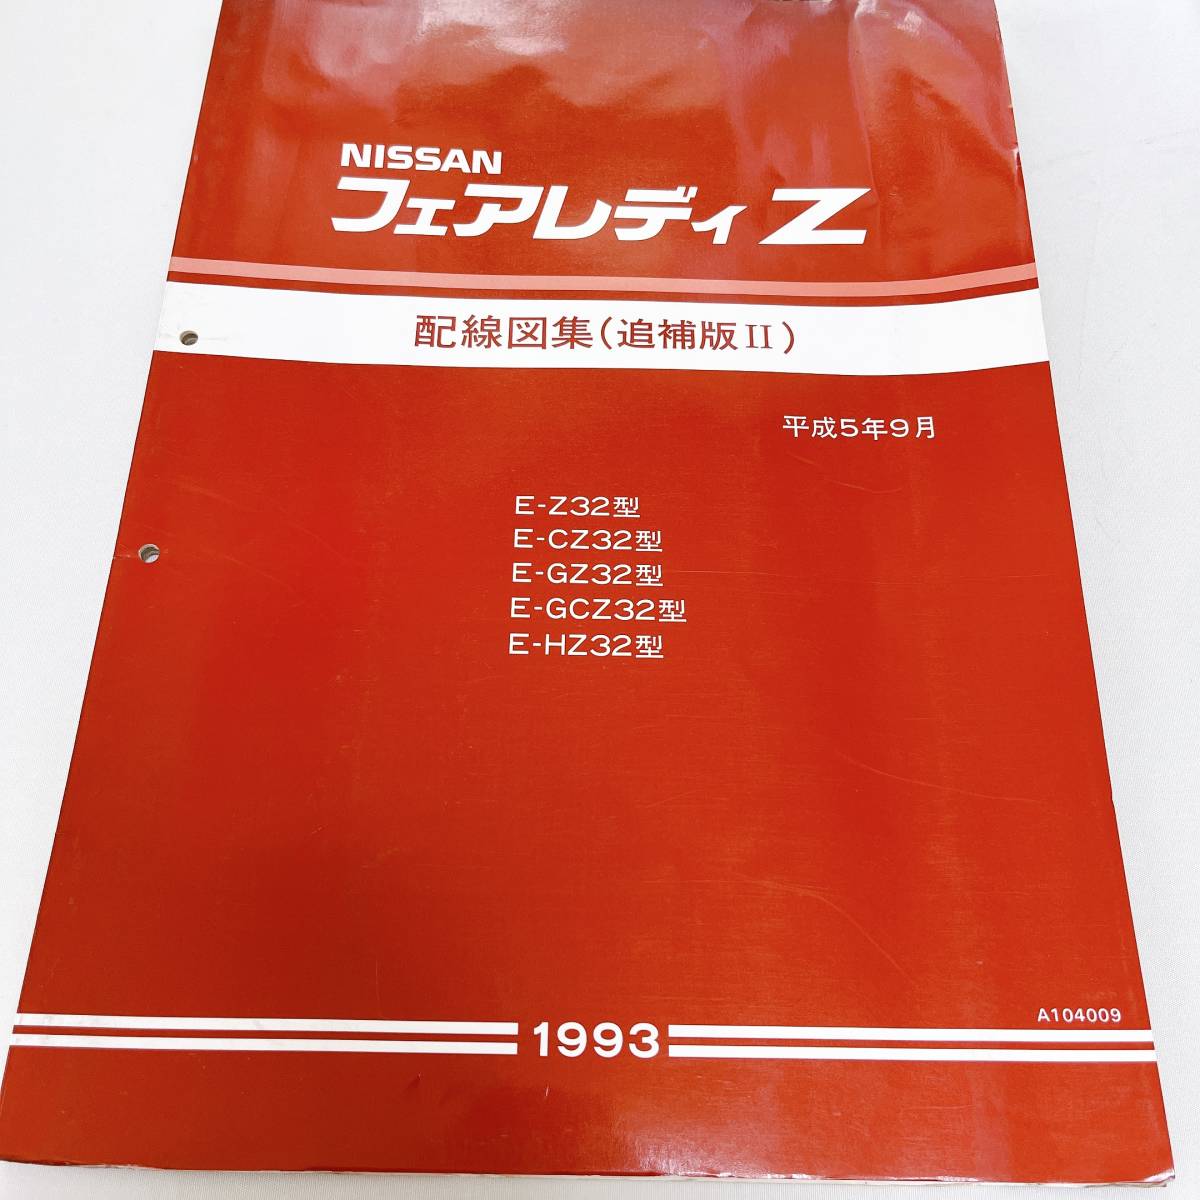 NISSAN
フェアレディZ
配線図集(追補版II)
平成5年9月
E-Z32型
E-CZ32型
E-GZ32型
E-GCZ32型
E-HZ32型
A104009
1993